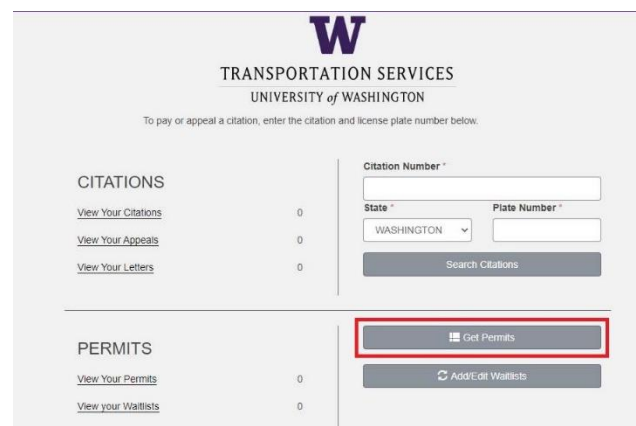 W
TRANSPORTATION SERVICES
UNIVERSITY of WASHINGTON
To pay or appeal a citation, enter the citation and license plate number below.
CITATIONS
View Your Citations 0
View Your Appeals 0
View Your Letters 0
Citation Number *
State * Plate Number *
WASHINGTON
Search Citations
PERMITS
View Your Permits 0
View your Waitlists 0
Get Permits
Add/Edit Waitlists